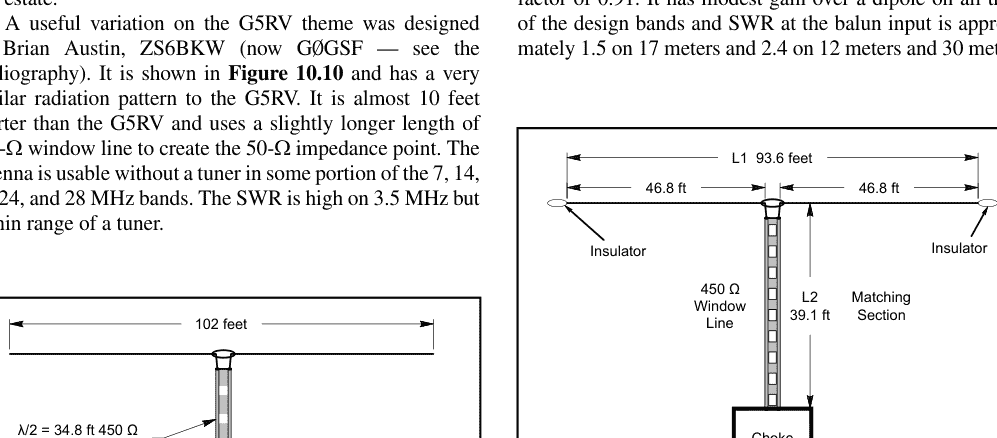 estate.
A useful variation on the G5RV theme was designed
Brian Austin, ZS6BKW (now GØGSF — see the
liography). It is shown in Figure 10.10 and has a very
ilar radiation pattern to the G5RV. It is almost 10 feet
rter than the G5RV and uses a slightly longer length of
-Ω window line to create the 50-Ω impedance point. The
enna is usable without a tuner in some portion of the 7, 14,
24, and 28 MHz bands. The SWR is high on 3.5 MHz but
hin range of a tuner.
102 feet
λ/2 = 34.8 ft 450 Ω
factor of 0.91. It has modest gain over a dipole on all th
of the design bands and SWR at the balun input is appro
mately 1.5 on 17 meters and 2.4 on 12 meters and 30 met
L1 93.6 feet
46.8 ft 46.8 ft
Insulator Insulator
450 Ω
Window
Line
L2
39.1 ft
Matching
Section
Choke